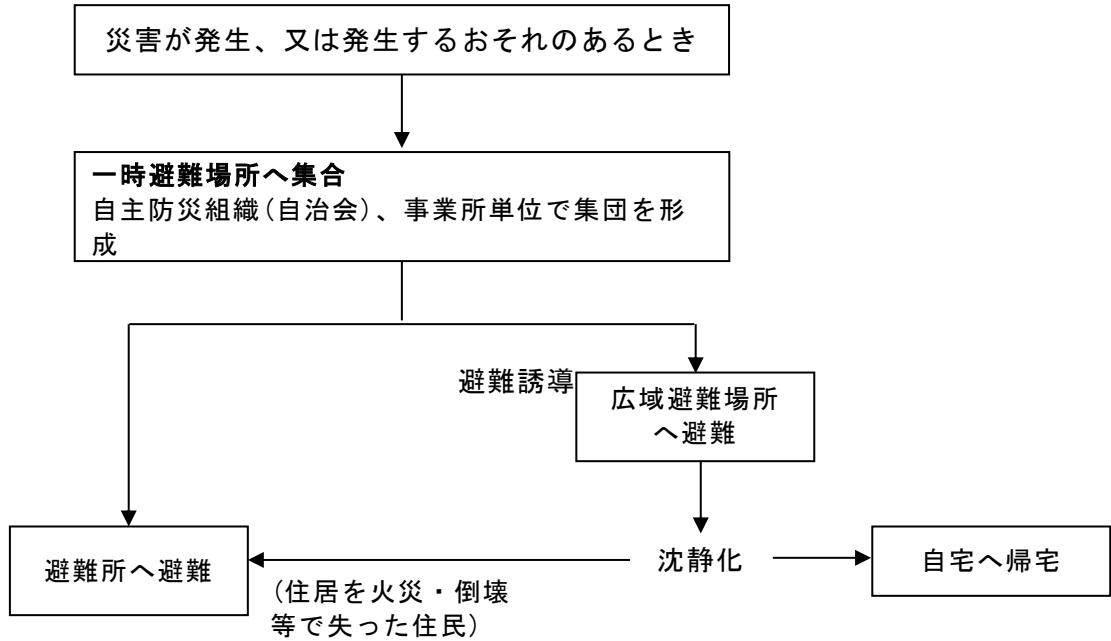 災害が発生、又は発生するおそれのあるとき
一時避難場所へ集合
自主防災組織(自治会)、事業所単位で集団を形
成
避難誘導
広域避難場所
へ避難
避難所へ避難
沈静化
自宅へ帰宅
(住居を火災・倒壊
等で失った住民)